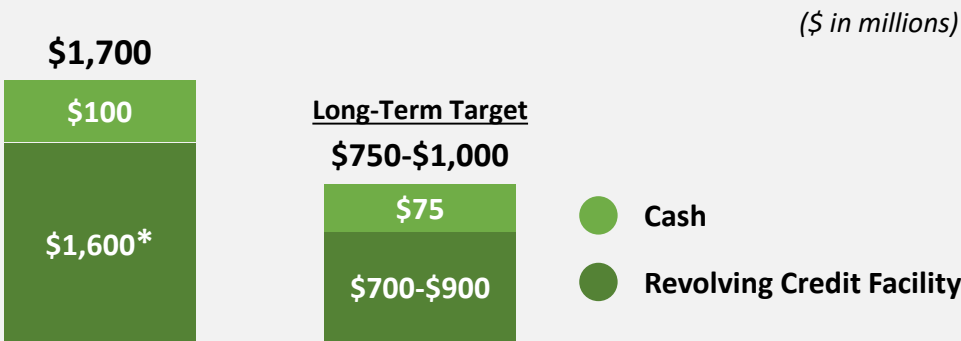 ($ in millions)
$1,700
$100
$1,600*
Long-Term Target
$750-$1,000
$75
$700-$900
Cash
Revolving Credit Facility